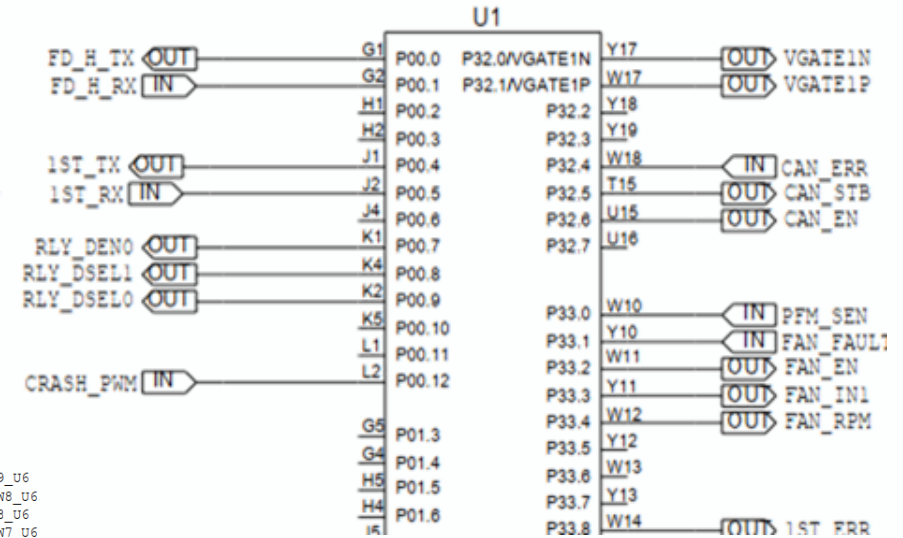 U1
FD_H_TX OUT G1 P00.0 P32.0/VGATE1N Y17 OUT VGATE1N
FD_H_RX IN G2 P00.1 P32.1/VGATE1P W17 OUT VGATE1P
H1 P00.2 P32.2 Y18
H2 P00.3 P32.3 Y19
1ST_TX OUT J1 P00.4 P32.4 W18 IN CAN_ERR
1ST_RX IN J2 P00.5 P32.5 T15 OUT CAN_STB
J4 P00.6 P32.6 U15 OUT CAN_EN
RLY_DEN0 OUT K1 P00.7 P32.7 U16
RLY_DSEL1 OUT K4 P00.8
RLY_DSEL0 OUT K2 P00.9 P33.0 W10 IN PFM_SEN
K5 P00.10 P33.1 Y10 IN FAN_FAULT
L1 P00.11 P33.2 W11 OUT FAN_EN
CRASH_PWM IN L2 P00.12 P33.3 Y11 OUT FAN_IN1
P33.4 W12 OUT FAN_RPM
G5 P01.3 P33.5 Y12
G4 P01.4 P33.6 W13
H5 P01.5 P33.7 Y13
H4 P01.6 P33.8 W14 OUT 1ST_ERR
J5
9_U6
W8_U6
8_U6
W7_U6